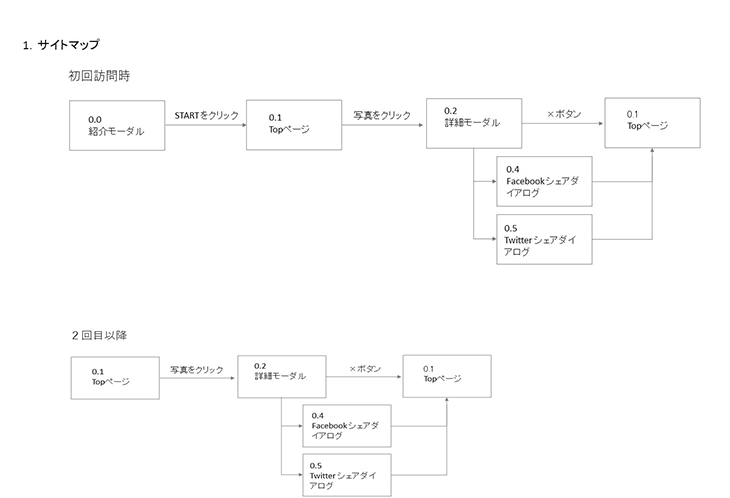 1. サイトマップ
初回訪問時
0.0
紹介モーダル
STARTをクリック
0.1
Topページ
写真をクリック
0.2
詳細モーダル
×ボタン
0.1
Topページ
0.4
Facebookシェアダ
イアログ
0.5
Twitterシェアダイ
アログ
２回目以降
0.1
Topページ
写真をクリック
0.2
詳細モーダル
×ボタン
0.1
Topページ
0.4
Facebookシェアダ
イアログ
0.5
Twitterシェアダイ
アログ